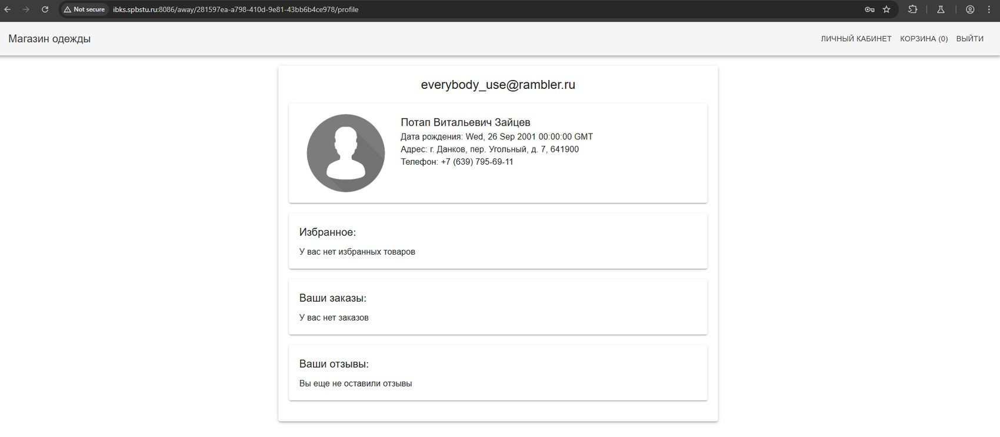 Not secure
ibks.spbstu.ru:8086/away/281597ea-a798-410d-9e81-43bb6b4ce978/profile
Магазин одежды
ЛИЧНЫЙ КАБИНЕТ КОРЗИНА (0) ВЫЙТИ
everybody_use@rambler.ru
Потап Витальевич Зайцев
Дата рождения: Wed, 26 Sep 2001 00:00:00 GMT
Адрес: г. Данков, пер. Угольный, д. 7, 641900
Телефон: +7 (639) 795-69-11
Избранное:
У вас нет избранных товаров
Ваши заказы:
У вас нет заказов
Ваши отзывы:
Вы еще не оставили отзывы